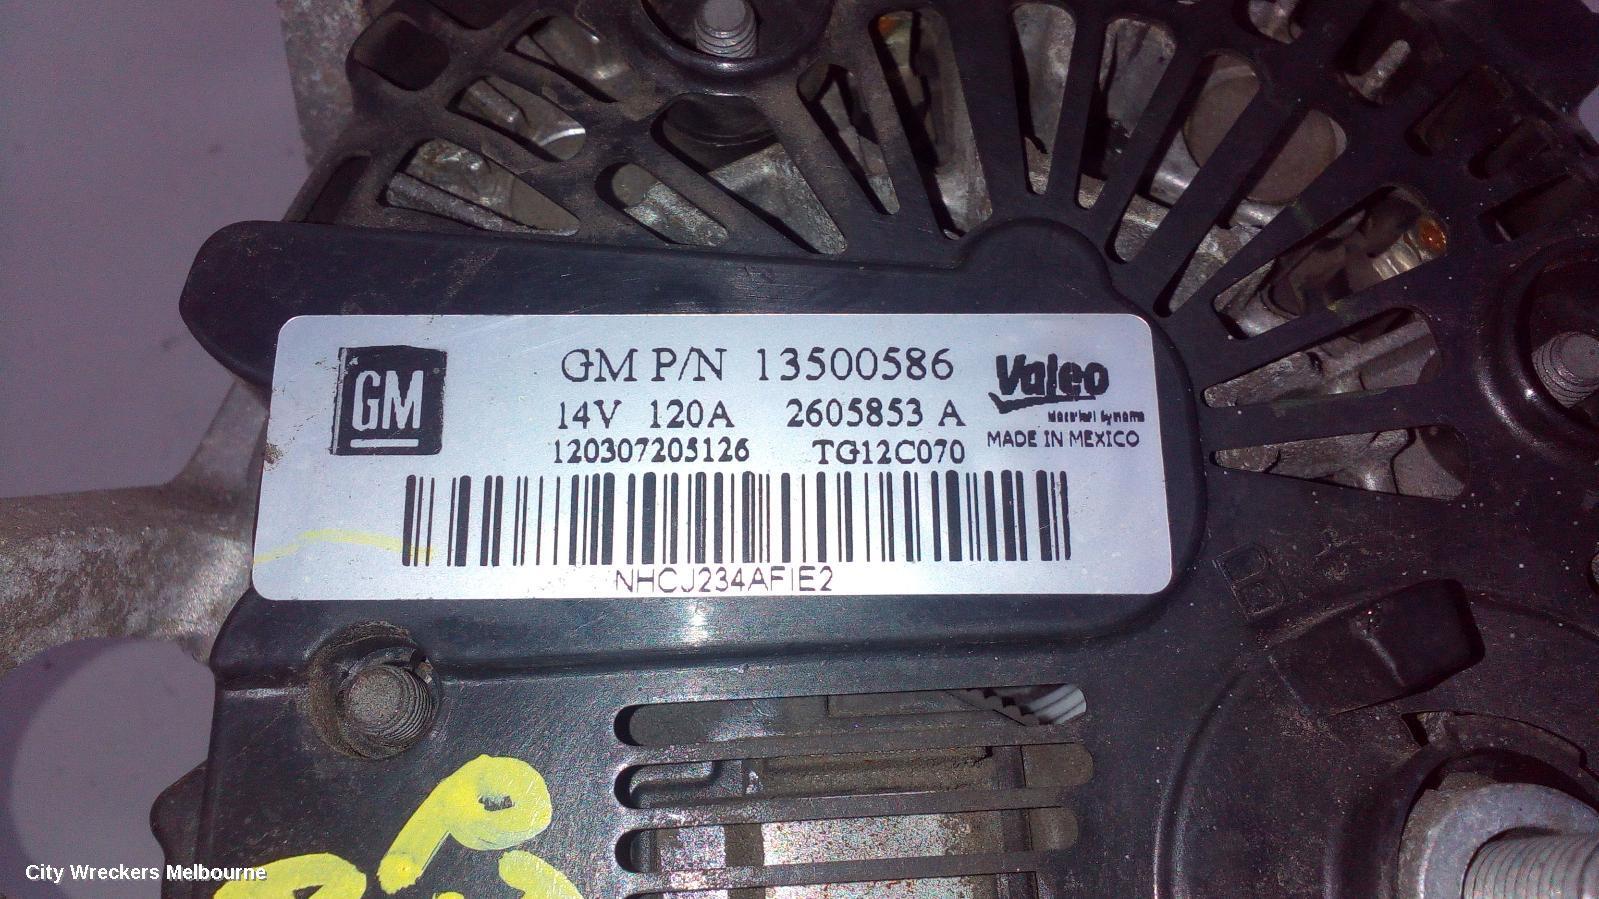 GM
GM P/N 13500586
14V 120A 2605853 A
120307205126 TG12C070
Valeo
MADE IN MEXICO
NHCJ234AFIE2
City Wreckers Melbourne